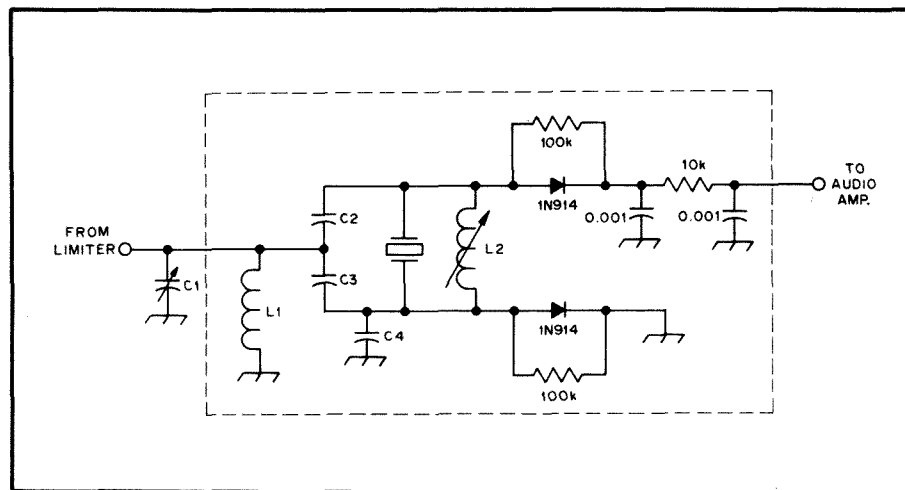 100k
1N914
0.001
10k
0.001
TO
AUDIO
AMP.
FROM
LIMITER
C1
L1
C2
C3
C4
L2
1N914
100k